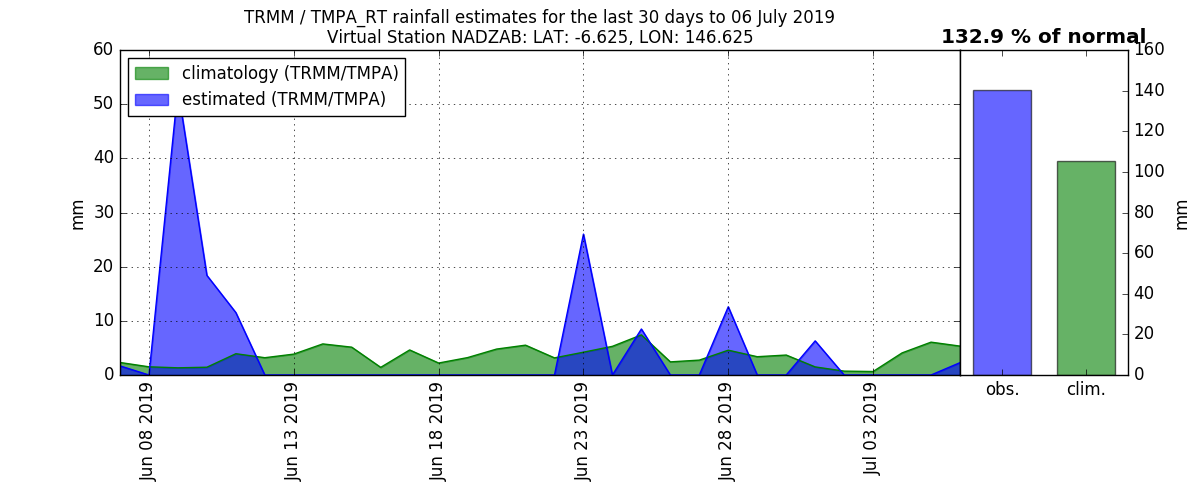 TRMM / TMPA_RT rainfall estimates for the last 30 days to 06 July 2019
Virtual Station NADZAB: LAT: -6.625, LON: 146.625
132.9 % of normal
climatology (TRMM/TMPA)
estimated (TRMM/TMPA)
60
50
40
30
20
10
0
mm
Jun 08 2019
Jun 13 2019
Jun 18 2019
Jun 23 2019
Jun 28 2019
Jul 03 2019
obs.
clim.
160
140
120
100
80
60
40
20
0
mm